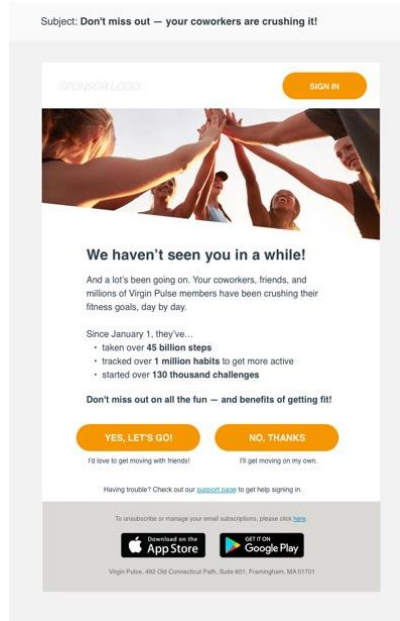 Subject: Don't miss out — your coworkers are crushing it!
SPONSOR LOGO
SIGN IN
We haven't seen you in a while!
And a lot's been going on. Your coworkers, friends, and
millions of Virgin Pulse members have been crushing their
fitness goals, day by day.
Since January 1, they've…
• taken over 45 billion steps
• tracked over 1 million habits to get more active
• started over 130 thousand challenges
Don't miss out on all the fun — and benefits of getting fit!
YES, LET'S GO!
NO, THANKS
I'd love to get moving with friends!
I'll get moving on my own.
Having trouble? Check out our support page to get help signing in.
To unsubscribe or manage your email subscriptions, please click here.
Download on the
App Store
GET IT ON
Google Play
Virgin Pulse, 492 Old Connecticut Path, Suite 601, Framingham, MA 01701